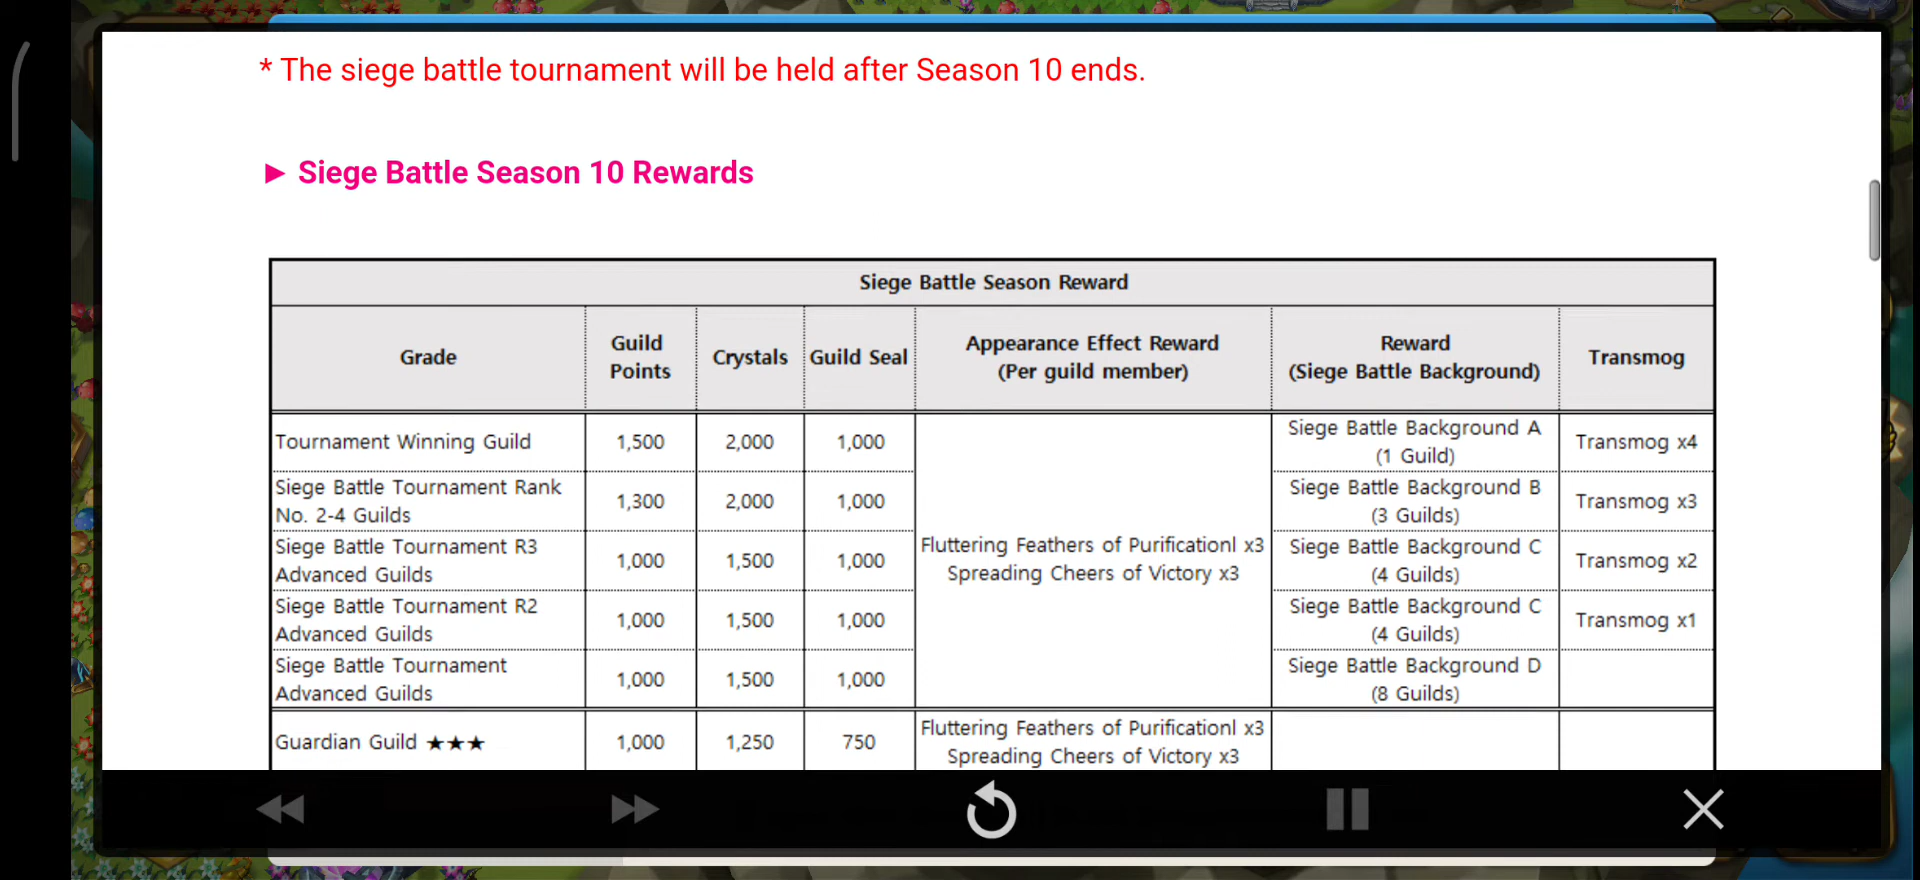 * The siege battle tournament will be held after Season 10 ends.
► Siege Battle Season 10 Rewards
Siege Battle Season Reward
Grade
Guild
Points
Crystals
Guild Seal
Appearance Effect Reward
(Per guild member)
Reward
(Siege Battle Background)
Transmog
Tournament Winning Guild
1,500
2,000
1,000
Siege Battle Background A
(1 Guild)
Transmog x4
Siege Battle Tournament Rank
No. 2-4 Guilds
1,300
2,000
1,000
Siege Battle Background B
(3 Guilds)
Transmog x3
Fluttering Feathers of Purificationl x3
Spreading Cheers of Victory x3
Siege Battle Tournament R3
Advanced Guilds
1,000
1,500
1,000
Siege Battle Background C
(4 Guilds)
Transmog x2
Siege Battle Tournament R2
Advanced Guilds
1,000
1,500
1,000
Siege Battle Background C
(4 Guilds)
Transmog x1
Siege Battle Tournament
Advanced Guilds
1,000
1,500
1,000
Siege Battle Background D
(8 Guilds)
Guardian Guild ★★★
1,000
1,250
750
Fluttering Feathers of Purificationl x3
Spreading Cheers of Victory x3